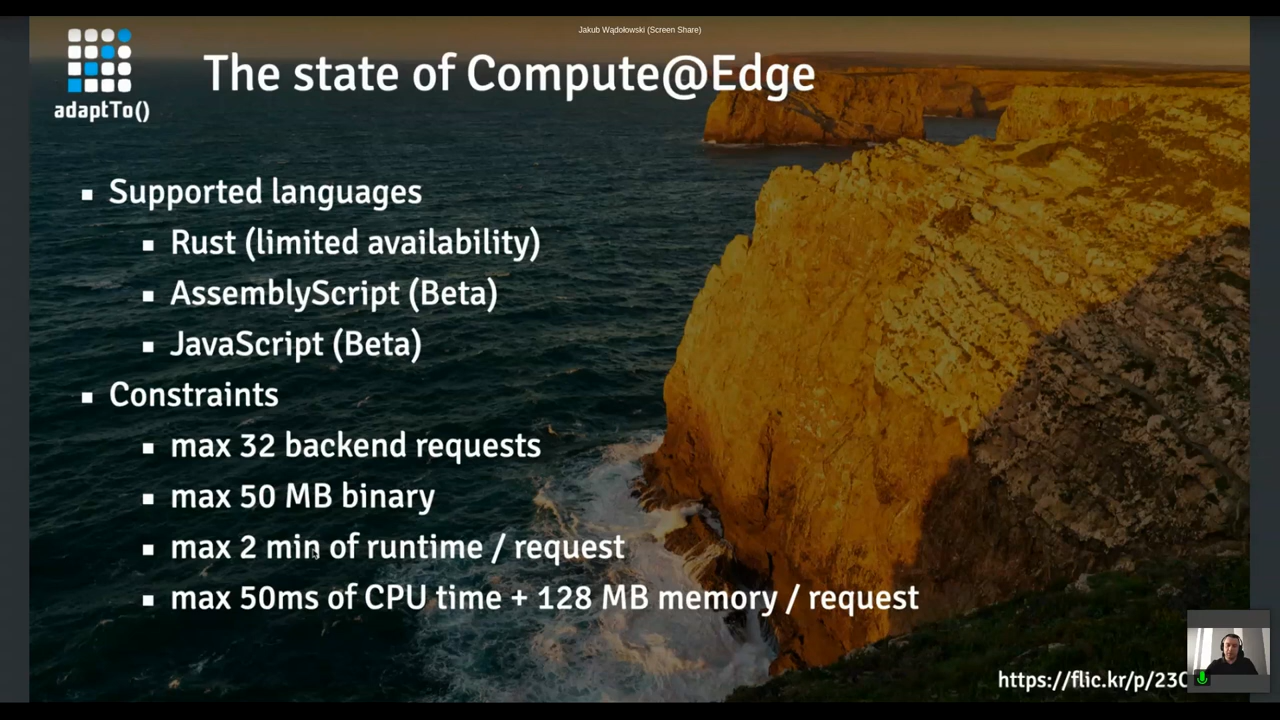 Jakub Wądołowski (Screen Share)
adaptTo()
The state of Compute@Edge
Supported languages
Rust (limited availability)
AssemblyScript (Beta)
JavaScript (Beta)
Constraints
max 32 backend requests
max 50 MB binary
max 2 min of runtime / request
max 50ms of CPU time + 128 MB memory / request
https://flic.kr/p/23